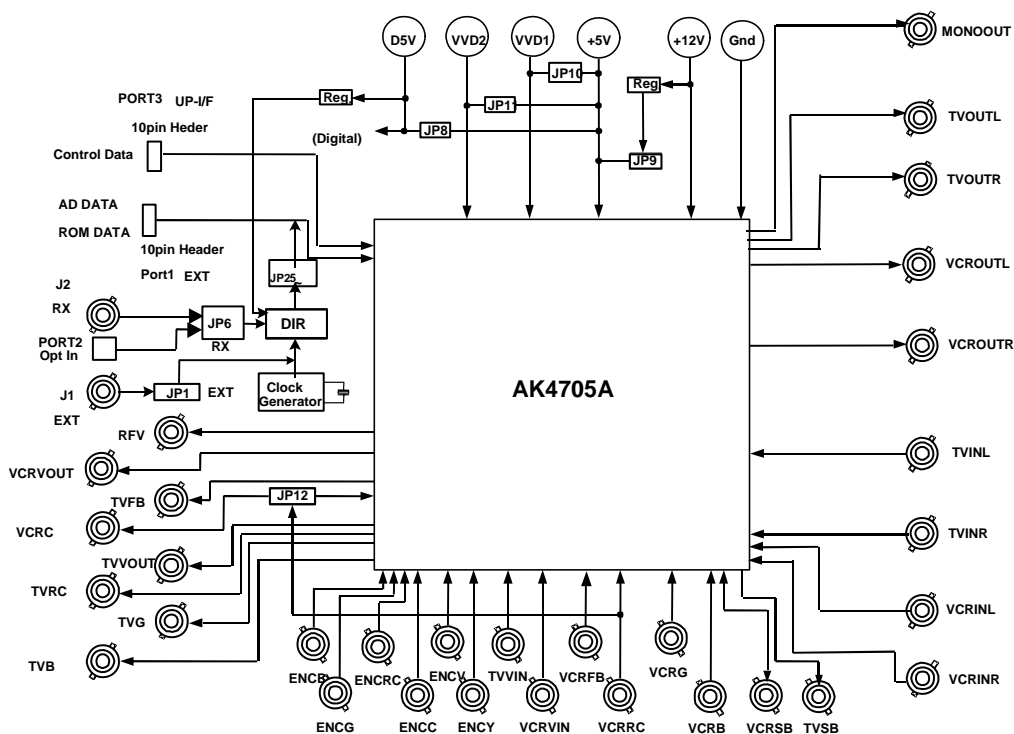 D5V
VVD2
VVD1
+5V
+12V
Gnd
MONOOUT
JP10
Reg
PORT3 UP-I/F
Reg
JP11
10pin Heder
(Digital)
JP8
TVOUTL
Control Data
JP9
TVOUTR
AD DATA
ROM DATA
10pin Header
Port1 EXT
JP25~
VCROUTL
J2
RX
JP6
DIR
PORT2
Opt In
RX
VCROUTR
J1
EXT
JP1
EXT
Clock
Generator
AK4705A
RFV
TVINL
VCRVOUT
TVFB
JP12
VCRC
TVINR
TVVOUT
TVRC
TVG
VCRINL
TVB
ENCB
ENCRC
ENCV
TVVIN
VCRFB
VCRG
VCRINR
ENCG
ENCC
ENCY
VCRVIN
VCRRC
VCRB
VCRSB
TVSB